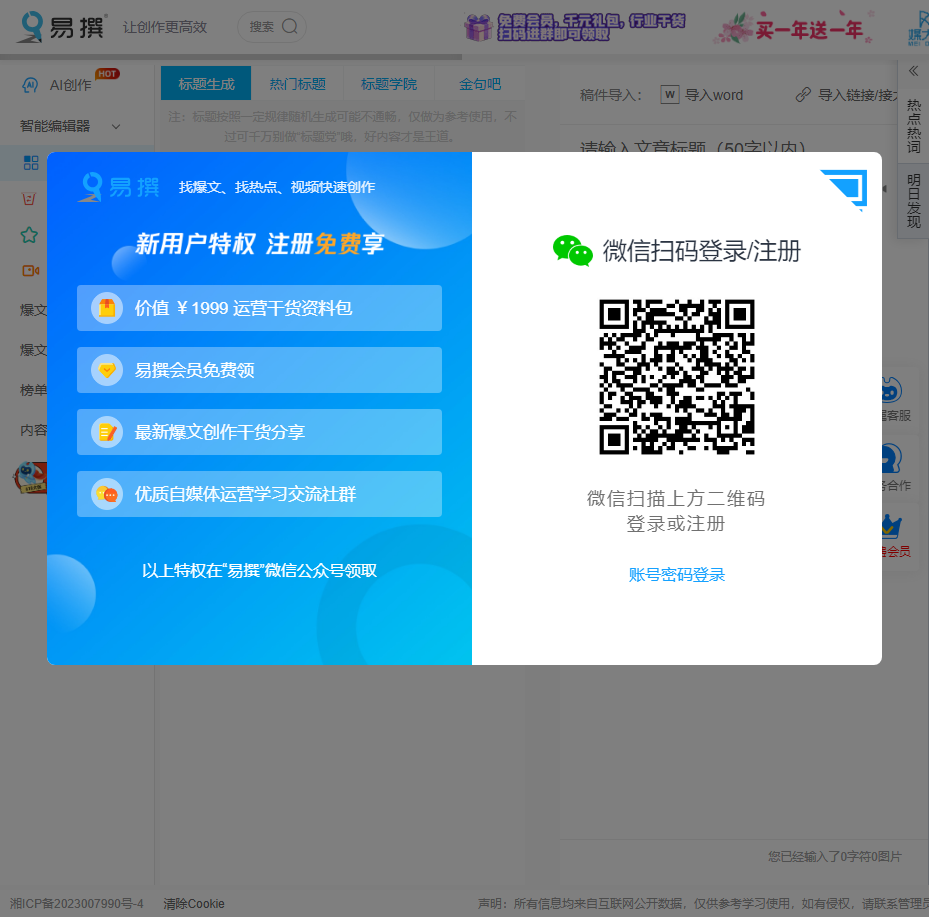 易撰
让创作更高效
搜索
免费会员，千元礼包，行业干货
扫码进群即可领取
买一年送一年
AI创作
HOT
标题生成
热门标题
标题学院
金句吧
稿件导入：
W 导入word
导入链接/接
智能编辑器
注：标题按照一定规律随机生成可能不通畅，仅做为参考使用，不
过可千万别做“标题党”哦，好内容才是王道。
热点热词
请输入文章标题（50字以内）
明日发现
易撰
找爆文、找热点、视频快速创作
新用户特权 注册免费享
价值 ￥1999 运营干货资料包
易撰会员免费领
最新爆文创作干货分享
优质自媒体运营学习交流社群
以上特权在“易撰”微信公众号领取
微信扫码登录/注册
微信扫描上方二维码
登录或注册
账号密码登录
爆文
爆文
榜单
内容
客服
合作
会员
您已经输入了0字符0图片
湘ICP备2023007990号-4
清除Cookie
声明：所有信息均来自互联网公开数据，仅供参考学习使用，如有侵权，请联系管理员